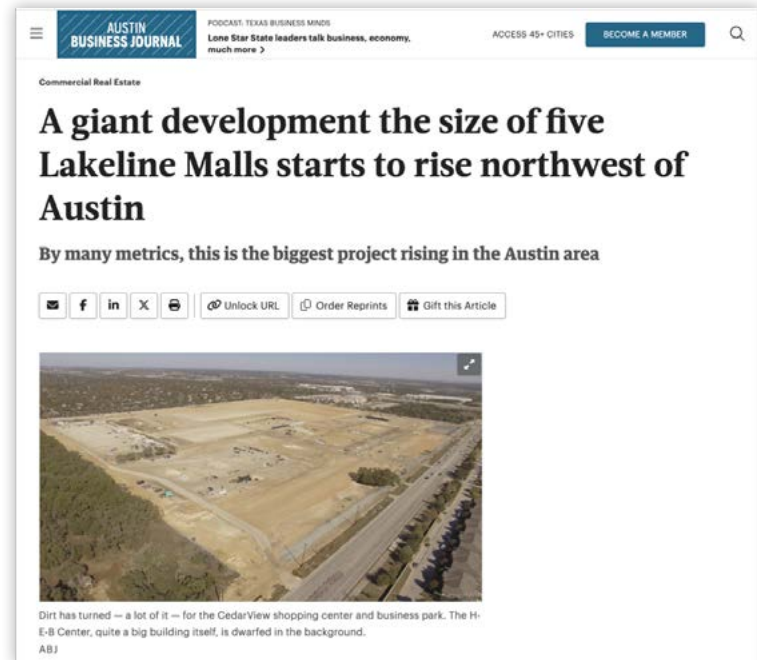 AUSTIN
BUSINESS JOURNAL
PODCAST: TEXAS BUSINESS MINDS
Lone Star State leaders talk business, economy,
much more >
ACCESS 45+ CITIES
BECOME A MEMBER
Commercial Real Estate
A giant development the size of five
Lakeline Malls starts to rise northwest of
Austin
By many metrics, this is the biggest project rising in the Austin area
Unlock URL
Order Reprints
Gift this Article
Dirt has turned — a lot of it — for the CedarView shopping center and business park. The H-
E-B Center, quite a big building itself, is dwarfed in the background.
ABJ